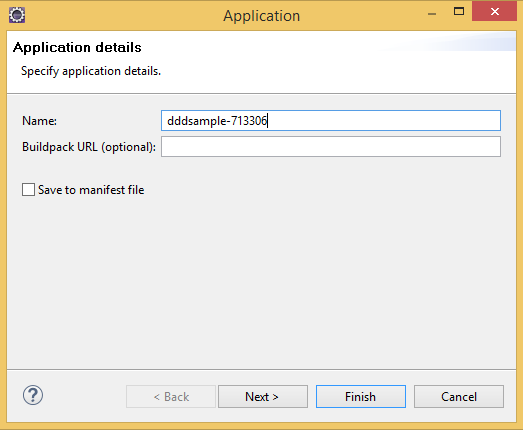 Application
Application details
Specify application details.
Name: dddsample-713306
Buildpack URL (optional):
Save to manifest file
?
< Back Next > Finish Cancel